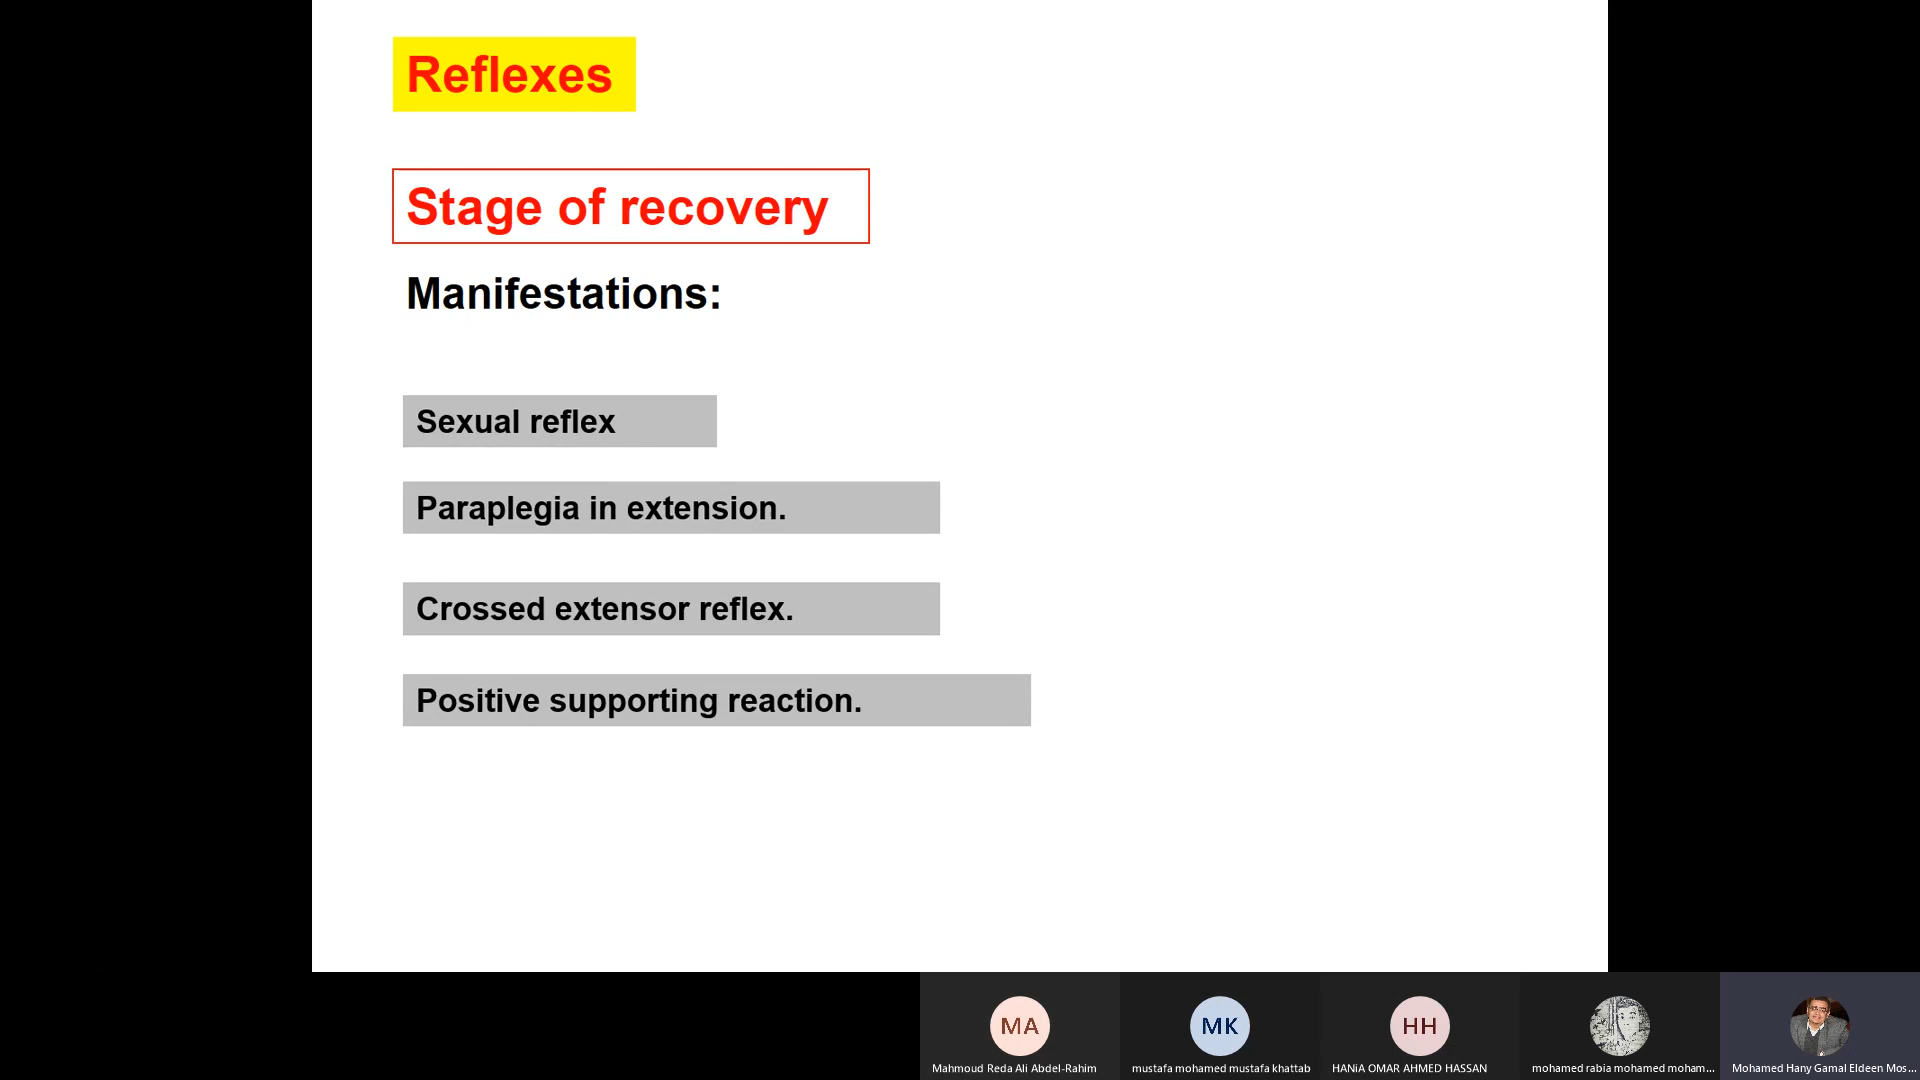 Reflexes
Stage of recovery
Manifestations:
Sexual reflex
Paraplegia in extension.
Crossed extensor reflex.
Positive supporting reaction.
MA
MK
HH
Mahmoud Reda Ali Abdel-Rahim
mustafa mohamed mustafa khattab
HANiA OMAR AHMED HASSAN
mohamed rabia mohamed moham...
Mohamed Hany Gamal Eldeen Mos...